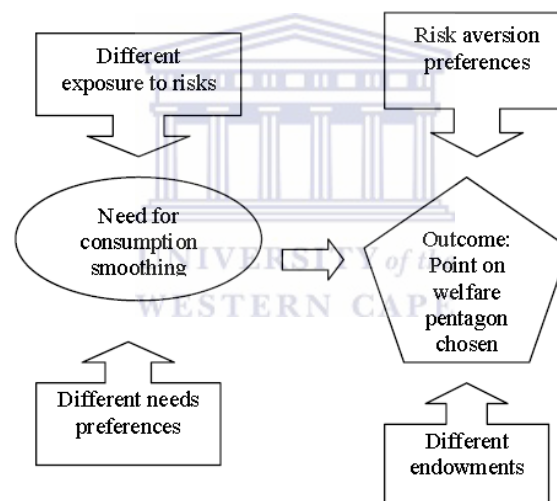 Different
exposure to risks
Risk aversion
preferences
Need for
consumption
smoothing
Outcome:
Point on
welfare
pentagon
chosen
UNIVERSITY of the
WESTERN CAPE
Different needs
preferences
Different
endowments